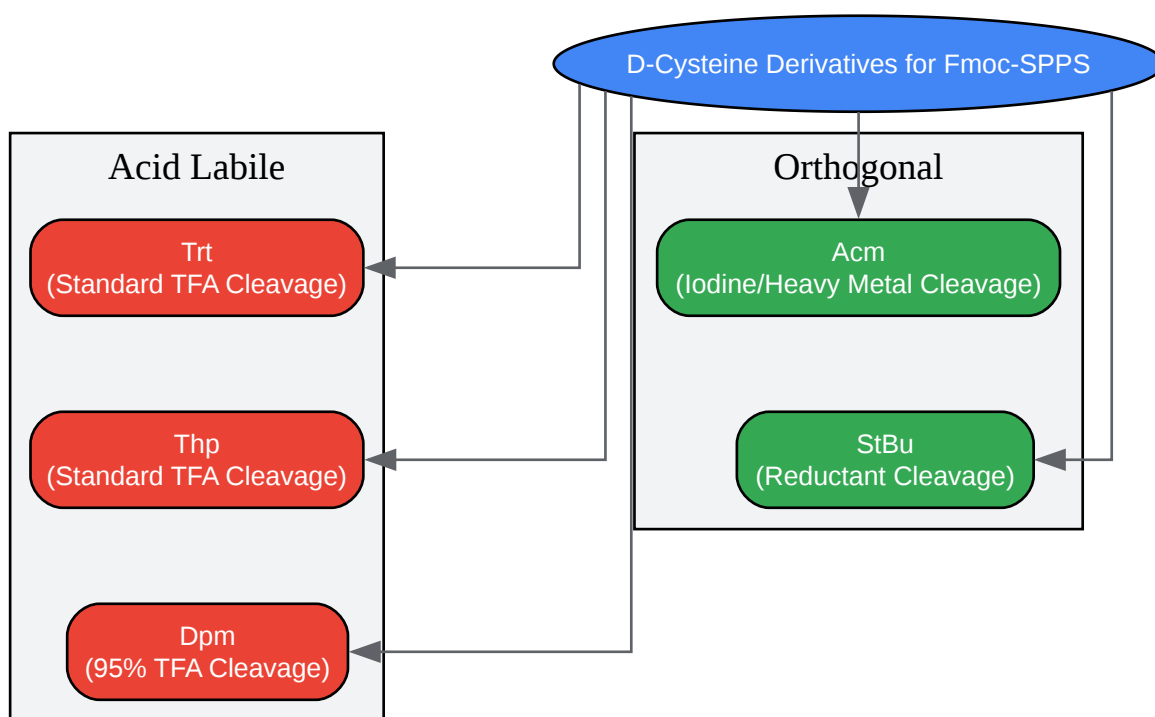 D-Cysteine Derivatives for Fmoc-SPPS
Acid Labile
Orthogonal
Trt
(Standard TFA Cleavage)
Acm
(Iodine/Heavy Metal Cleavage)
Thp
(Standard TFA Cleavage)
StBu
(Reductant Cleavage)
Dpm
(95% TFA Cleavage)